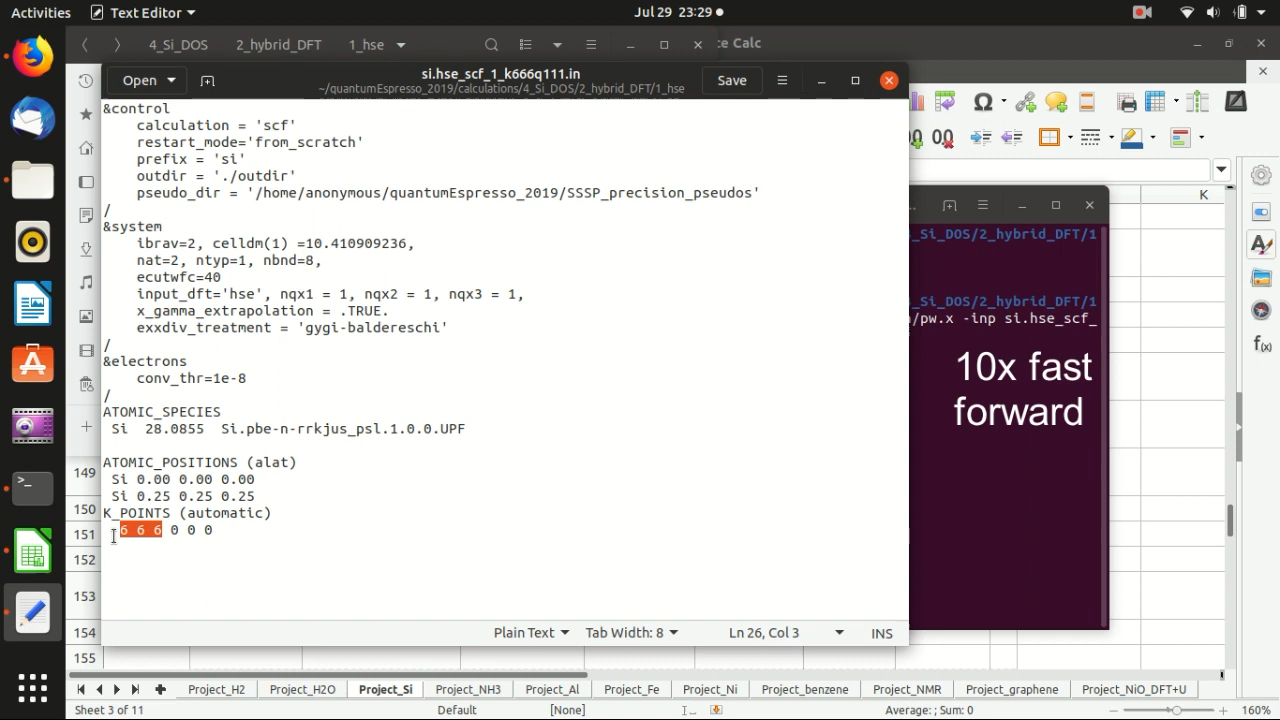 Activities Text Editor Jul 29 23:29
4_Si_DOS 2_hybrid_DFT 1_hse
e Calc
Open
si.hse_scf_1_k666q111.in
~/quantumEspresso_2019/calculations/4_Si_DOS/2_hybrid_DFT/1_hse
Save
&control
calculation = 'scf'
restart_mode='from_scratch'
prefix = 'si'
outdir = './outdir'
pseudo_dir = '/home/anonymous/quantumEspresso_2019/SSSP_precision_pseudos'
/
&system
ibrav=2, celldm(1) =10.410909236,
nat=2, ntyp=1, nbnd=8,
ecutwfc=40
input_dft='hse', nqx1 = 1, nqx2 = 1, nqx3 = 1,
x_gamma_extrapolation = .TRUE.
exxdiv_treatment = 'gygi-baldereschi'
/
&electrons
conv_thr=1e-8
/
ATOMIC_SPECIES
Si 28.0855 Si.pbe-n-rrkjus_psl.1.0.0.UPF
ATOMIC_POSITIONS (alat)
Si 0.00 0.00 0.00
Si 0.25 0.25 0.25
K_POINTS (automatic)
6 6 6 0 0 0
Plain Text Tab Width: 8 Ln 26, Col 3 INS
K
_Si_DOS/2_hybrid_DFT/1
_Si_DOS/2_hybrid_DFT/1
/pw.x -inp si.hse_scf_
10x fast
forward
149
150
151
152
153
154
155
Project_H2 Project_H2O Project_Si Project_NH3 Project_Al Project_Fe Project_Ni Project_benzene Project_NMR Project_graphene Project_NiO_DFT+U
Sheet 3 of 11 Default [None] Average: ; Sum: 0 160%